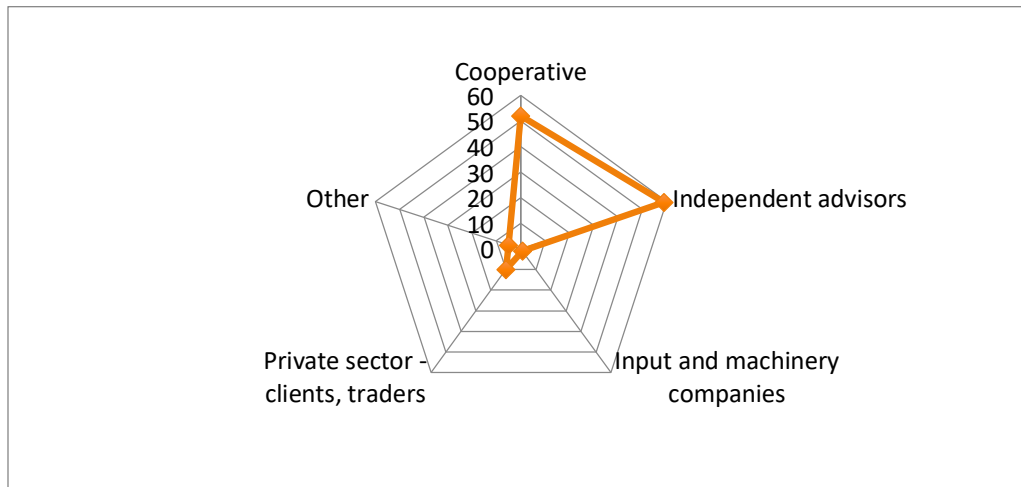 Cooperative
60
50
40
30
20
10
0
Other
Independent advisors
Private sector -
clients, traders
Input and machinery
companies